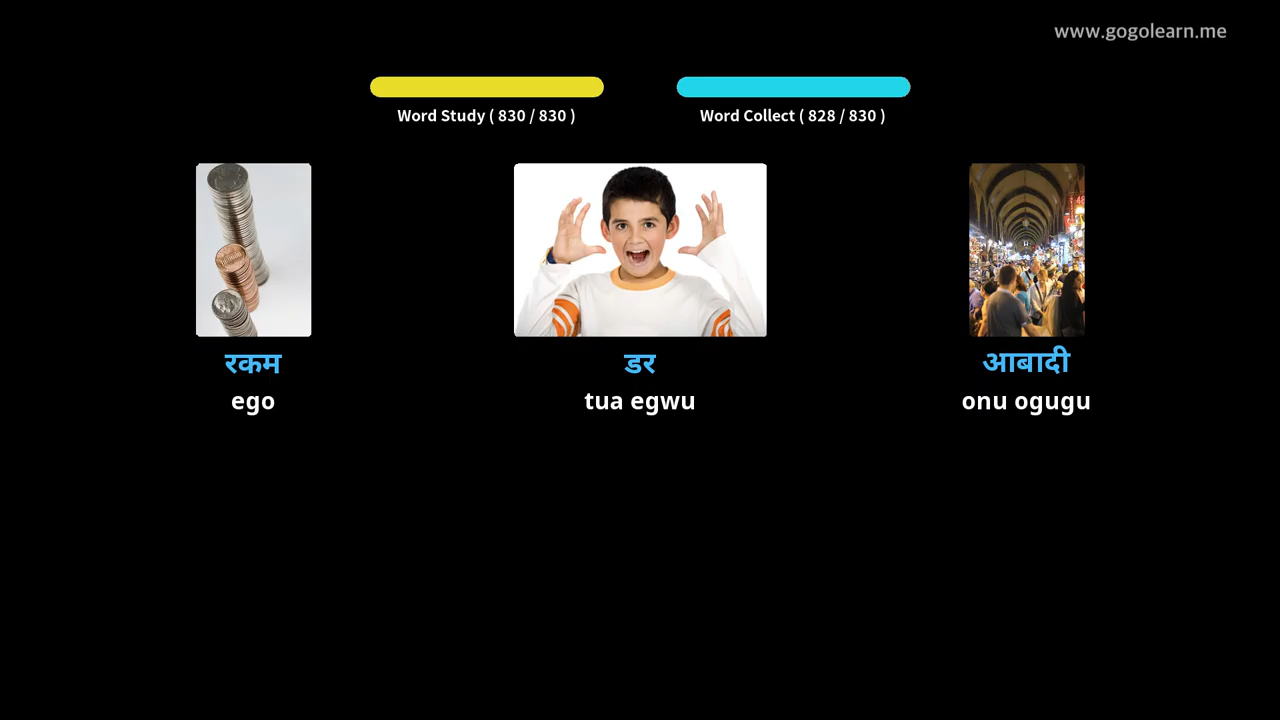 www.gogolearn.me
Word Study ( 830 / 830 )
Word Collect ( 828 / 830 )
रकम
डर
आबादी
ego
tua egwu
onu ogugu